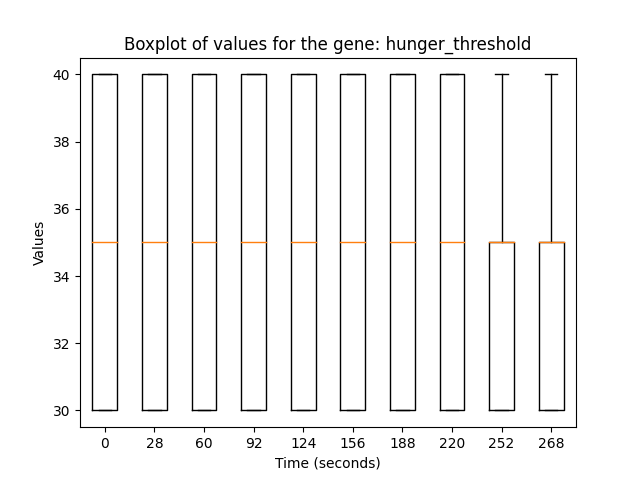 Boxplot of values for the gene: hunger_threshold
40
38
36
34
32
30
Values
0 28 60 92 124 156 188 220 252 268
Time (seconds)